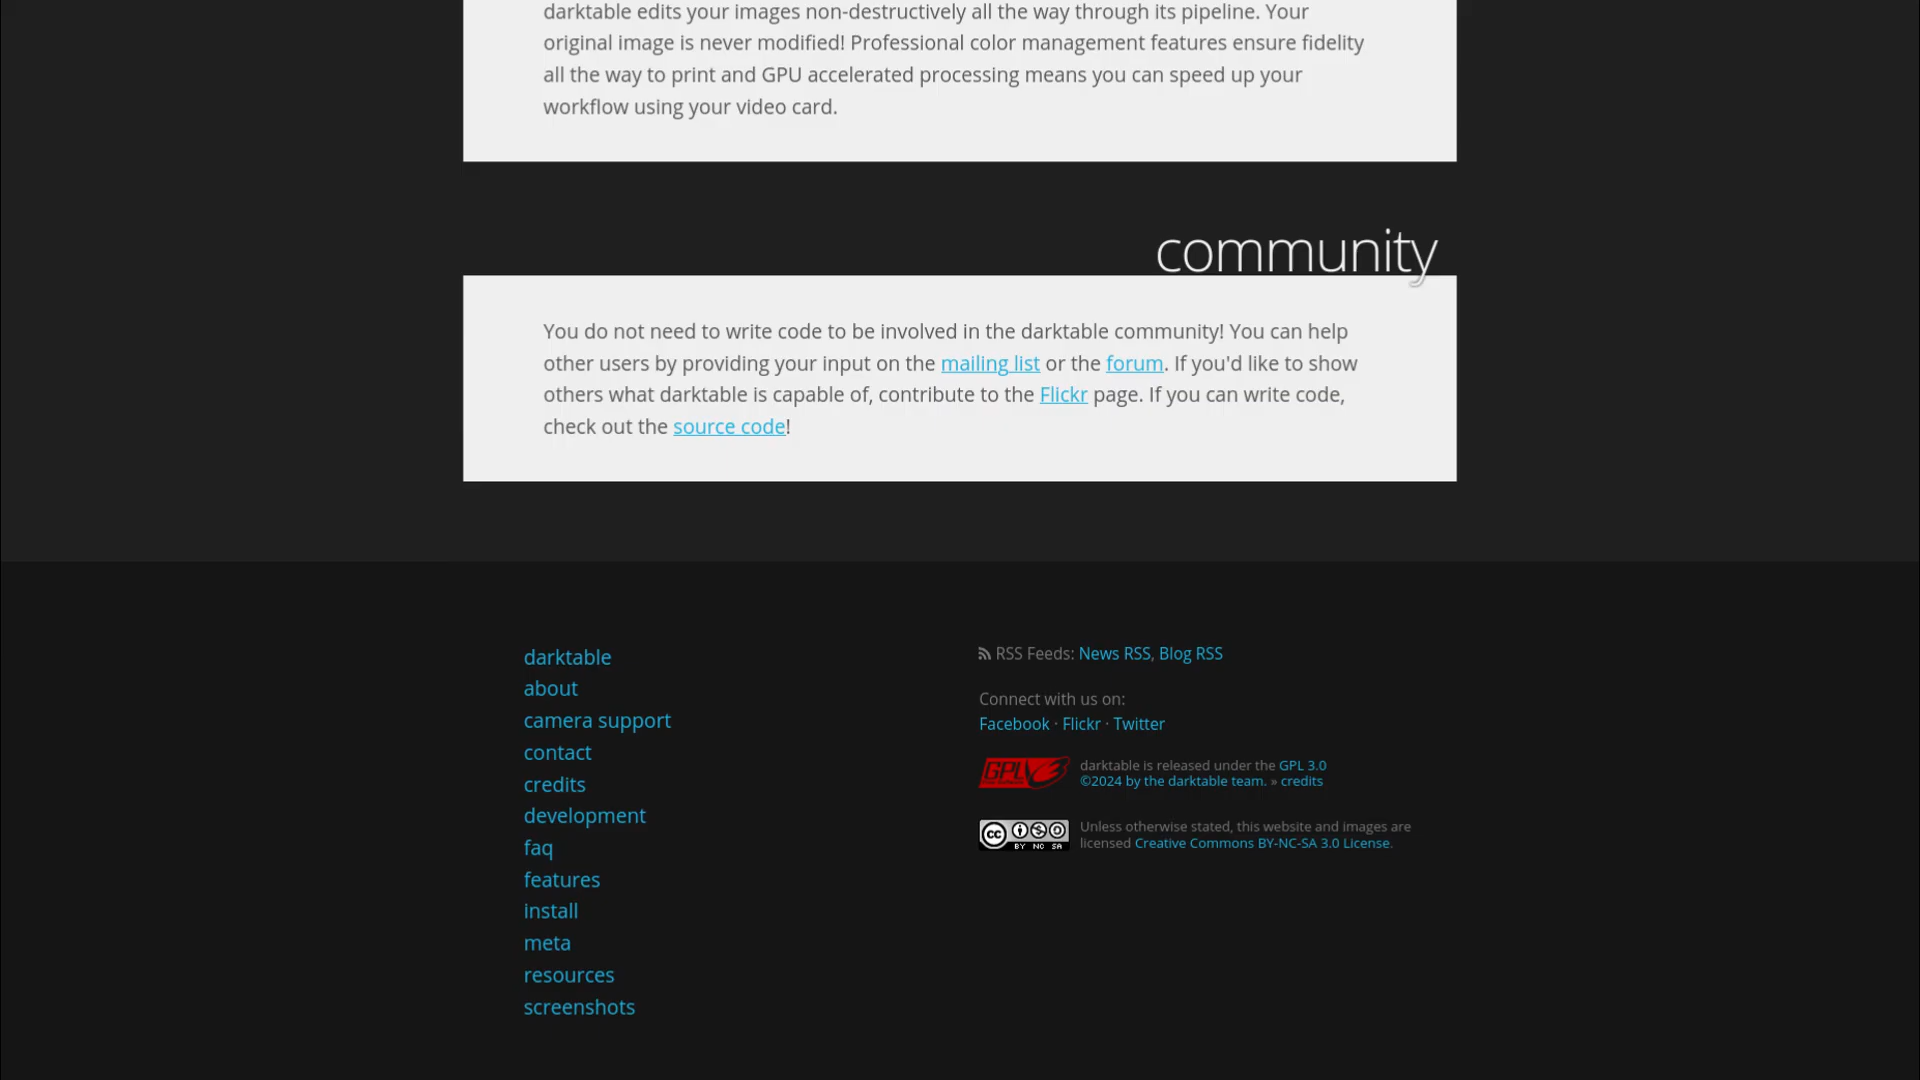 darktable edits your images non-destructively all the way through its pipeline. Your
original image is never modified! Professional color management features ensure fidelity
all the way to print and GPU accelerated processing means you can speed up your
workflow using your video card.
community
You do not need to write code to be involved in the darktable community! You can help
other users by providing your input on the mailing list or the forum. If you'd like to show
others what darktable is capable of, contribute to the Flickr page. If you can write code,
check out the source code!
darktable
about
camera support
contact
credits
development
faq
features
install
meta
resources
screenshots
RSS Feeds: News RSS, Blog RSS
Connect with us on:
Facebook · Flickr · Twitter
GPLv3
darktable is released under the GPL 3.0
©2024 by the darktable team. » credits
cc
BY NC SA
Unless otherwise stated, this website and images are
licensed Creative Commons BY-NC-SA 3.0 License.